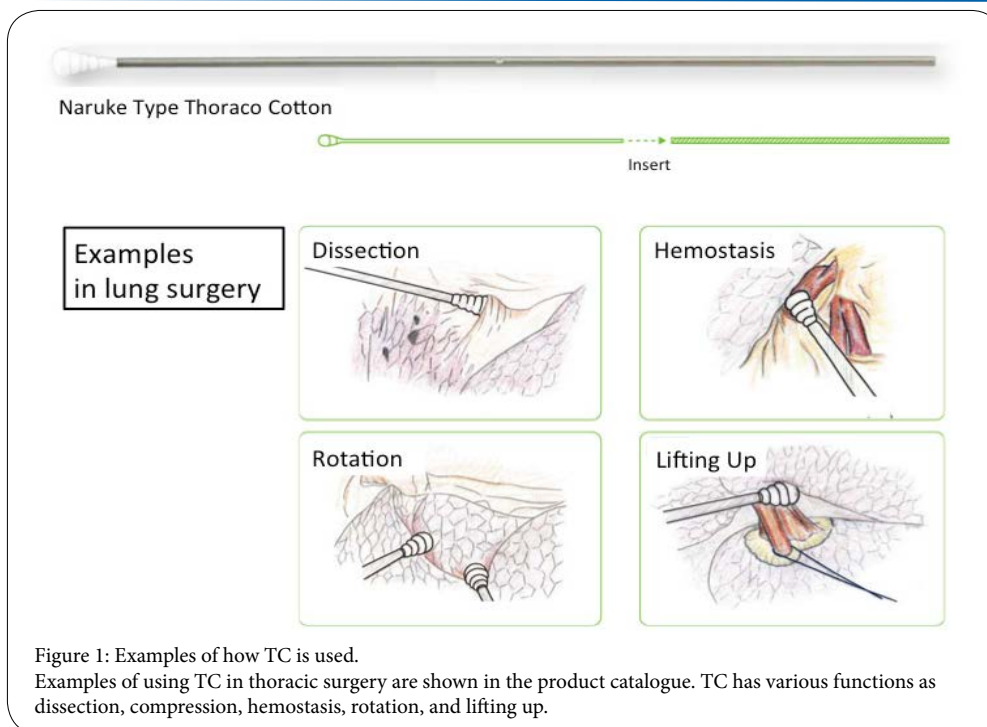 Naruke Type Thoraco Cotton
Insert
Examples
in lung surgery
Dissection
Hemostasis
Rotation
Lifting Up
Figure 1: Examples of how TC is used.
Examples of using TC in thoracic surgery are shown in the product catalogue. TC has various functions as
dissection, compression, hemostasis, rotation, and lifting up.